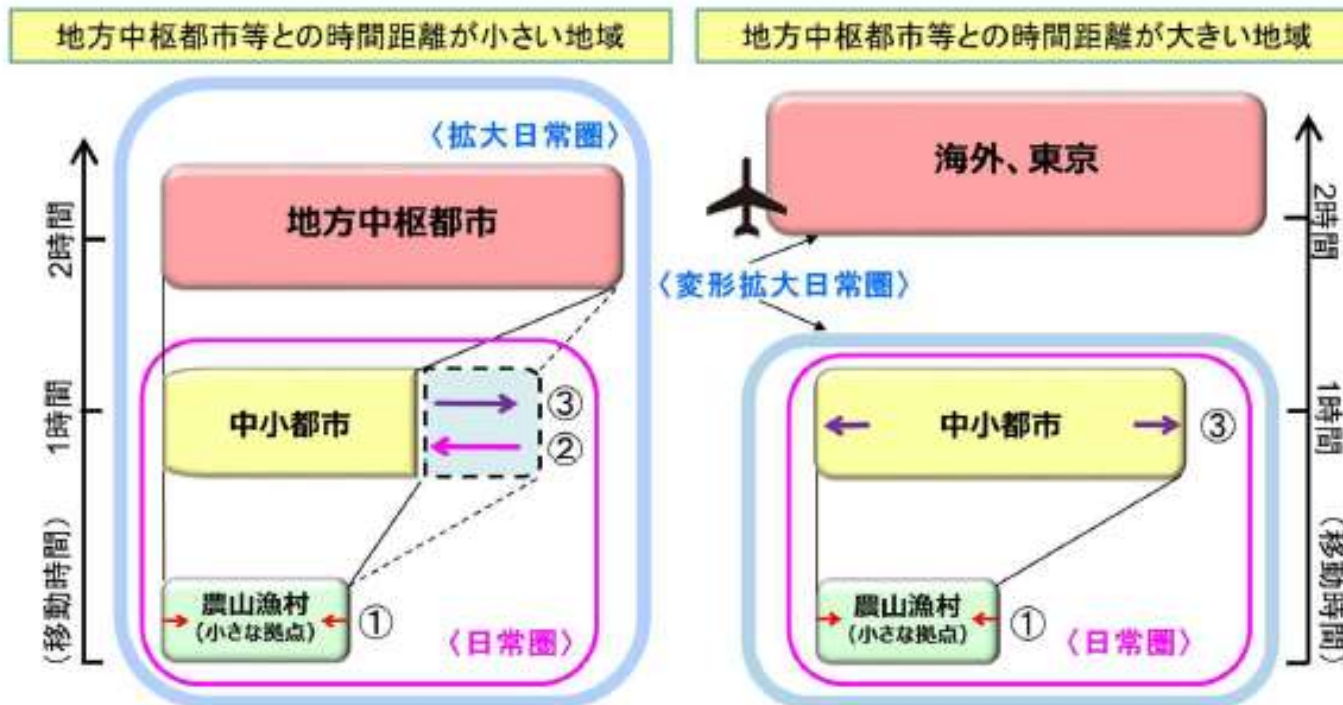 地方中枢都市等との時間距離が小さい地域
〈拡大日常圏〉
地方中枢都市
2時間
中小都市
③
②
1時間
農山漁村
(小さな拠点)
①
〈日常圏〉
(移動時間)
地方中枢都市等との時間距離が大きい地域
海外、東京
2時間
〈変形拡大日常圏〉
中小都市
③
1時間
農山漁村
(小さな拠点)
①
〈日常圏〉
(移動時間)